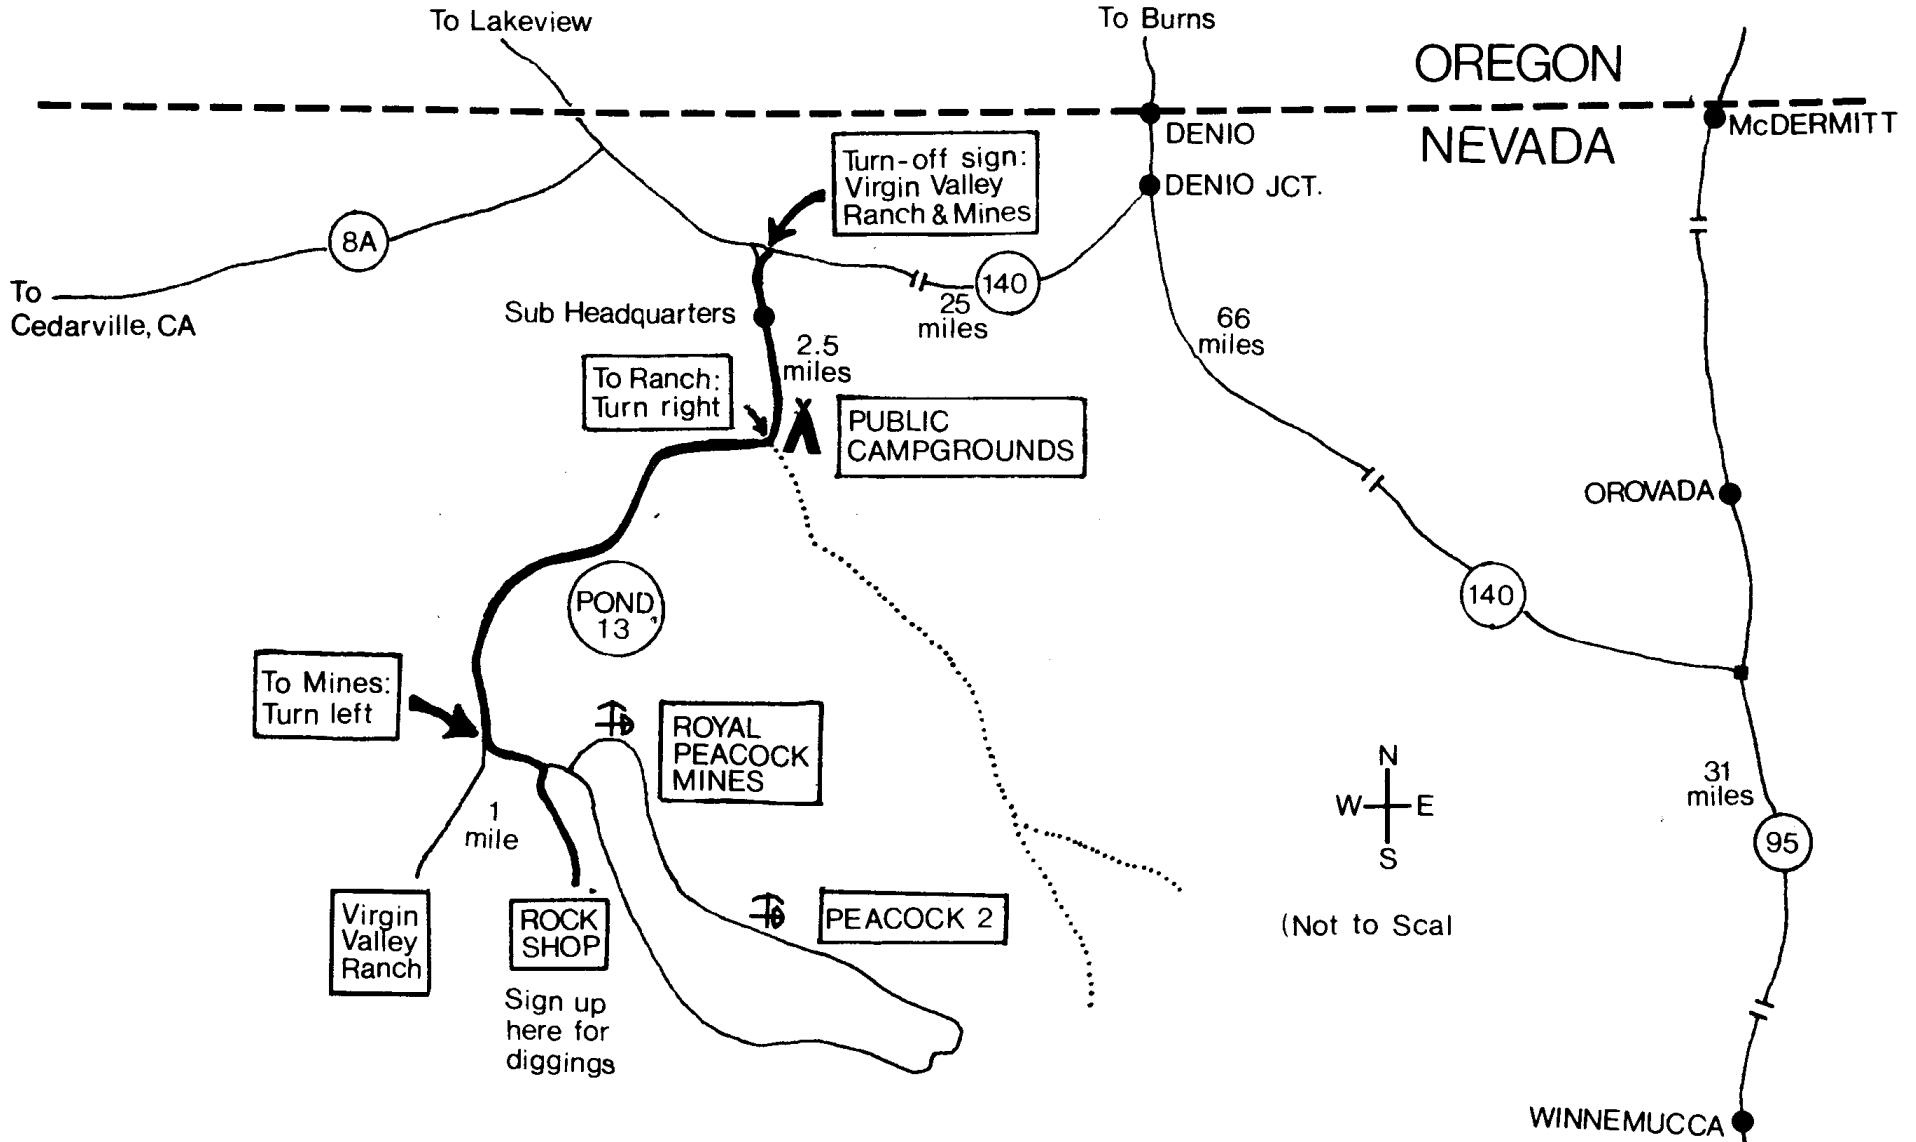 To Lakeview
To Burns
OREGON
NEVADA
DENIO
McDERMITT
DENIO JCT.
Turn-off sign:
Virgin Valley
Ranch & Mines
8A
To
Cedarville, CA
140
25
miles
Sub Headquarters
66
miles
2.5
miles
To Ranch:
Turn right
PUBLIC
CAMPGROUNDS
OROVADA
POND
13
140
To Mines:
Turn left
ROYAL
PEACOCK
MINES
N
W E
S
31
miles
95
1
mile
Virgin
Valley
Ranch
ROCK
SHOP
PEACOCK 2
(Not to Scal
Sign up
here for
diggings
WINNEMUCCA